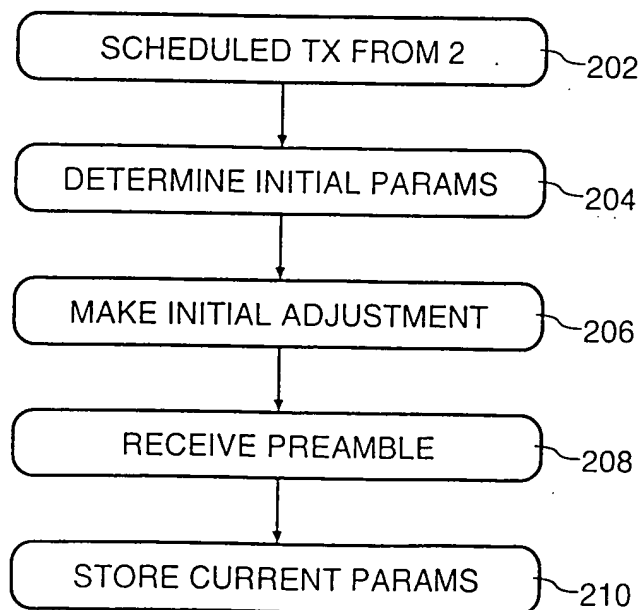 SCHEDULED TX FROM 2
202
DETERMINE INITIAL PARAMS
204
MAKE INITIAL ADJUSTMENT
206
RECEIVE PREAMBLE
208
STORE CURRENT PARAMS
210